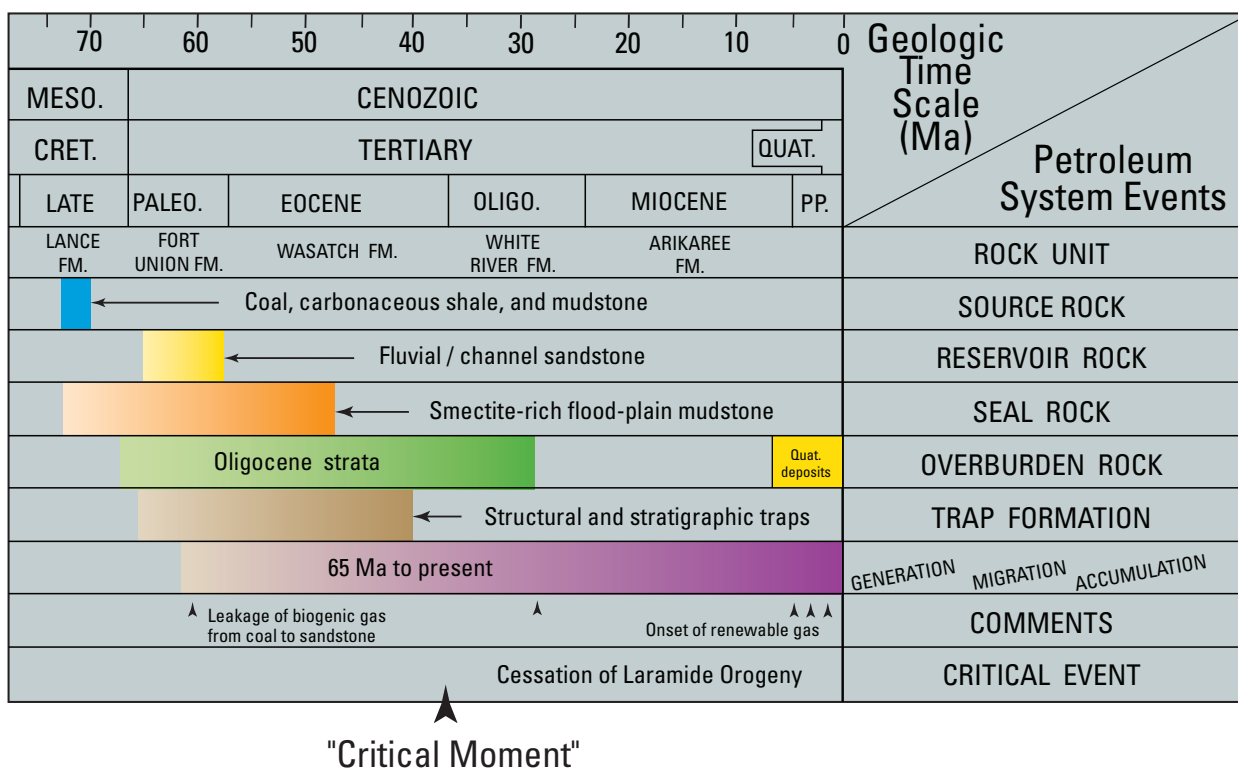 70 60 50 40 30 20 10 0
Geologic
Time
Scale
(Ma)
Petroleum
System Events
MESO. CENOZOIC
CRET. TERTIARY QUAT.
LATE PALEO. EOCENE OLIGO. MIOCENE PP.
LANCE
FM.
FORT
UNION FM.
WASATCH FM.
WHITE
RIVER FM.
ARIKAREE
FM.
ROCK UNIT
Coal, carbonaceous shale, and mudstone
SOURCE ROCK
Fluvial / channel sandstone
RESERVOIR ROCK
Smectite-rich flood-plain mudstone
SEAL ROCK
Oligocene strata
Quat.
deposits
OVERBURDEN ROCK
Structural and stratigraphic traps
TRAP FORMATION
65 Ma to present
GENERATION MIGRATION ACCUMULATION
Leakage of biogenic gas
from coal to sandstone
Onset of renewable gas
COMMENTS
Cessation of Laramide Orogeny
CRITICAL EVENT
"Critical Moment"